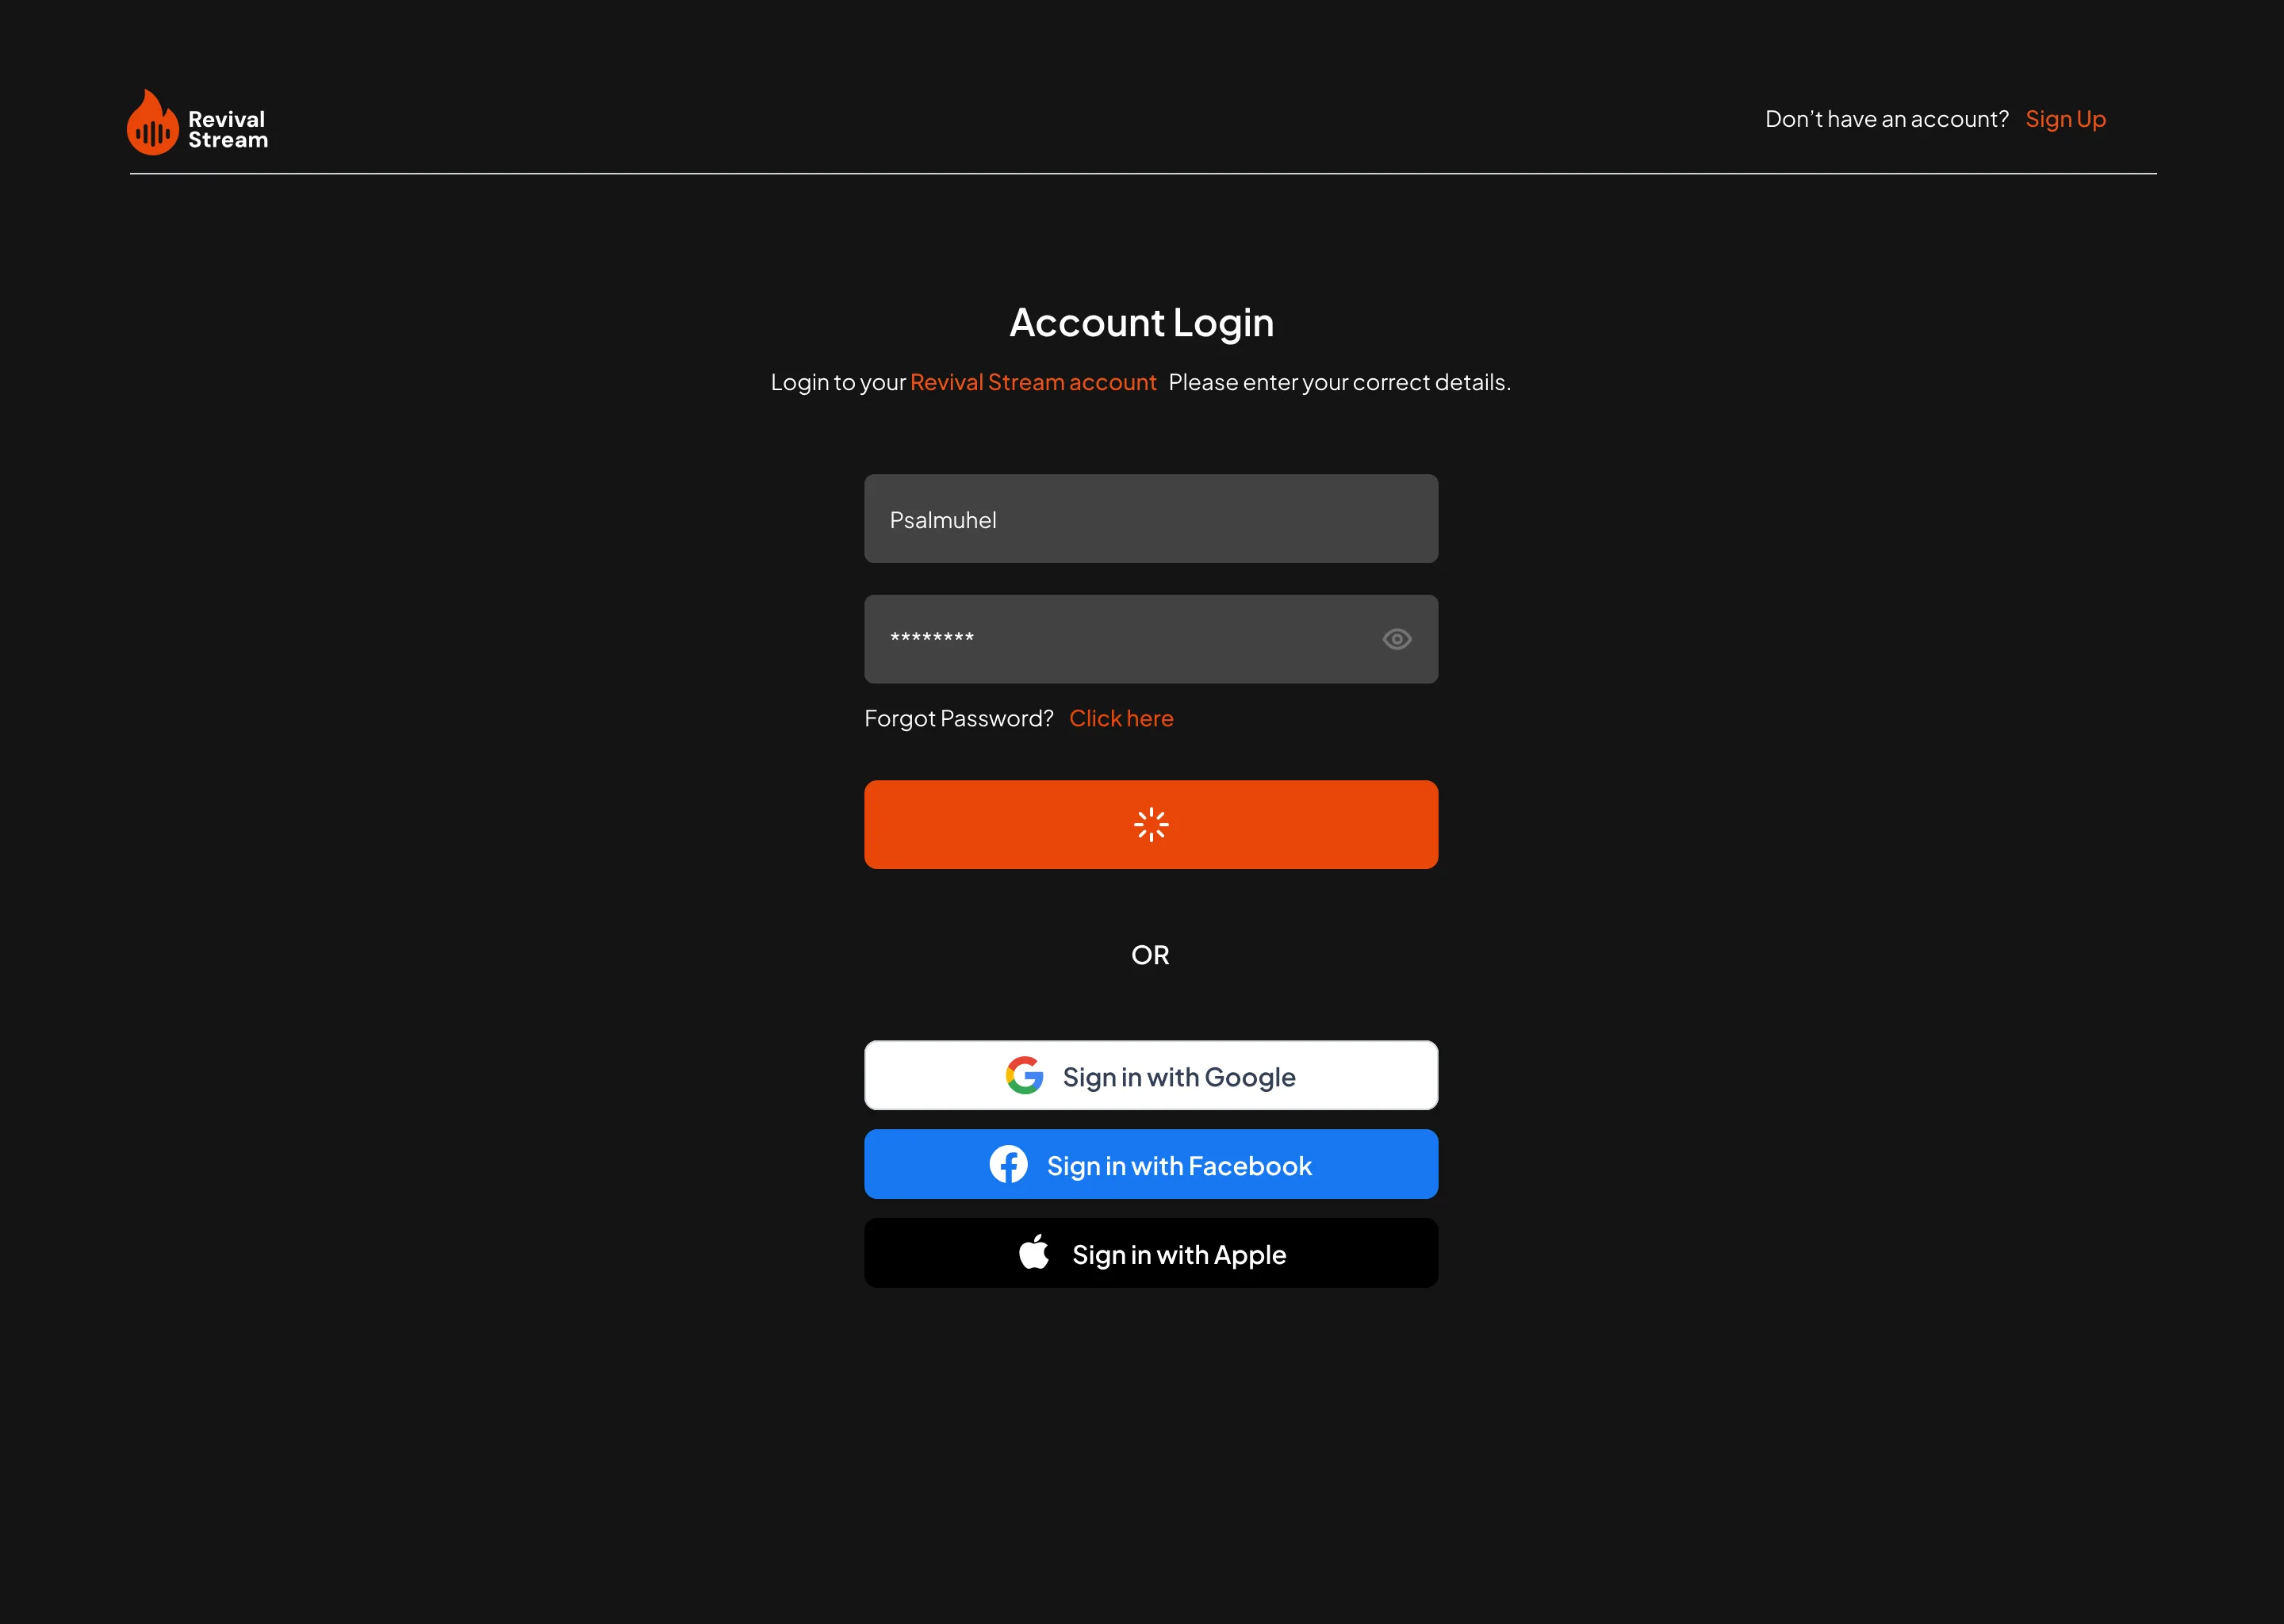 Revival
Stream
Don't have an account? Sign Up
Account Login
Login to your Revival Stream account Please enter your correct details.
Psalmuhel
********
Forgot Password? Click here
OR
Sign in with Google
Sign in with Facebook
Sign in with Apple